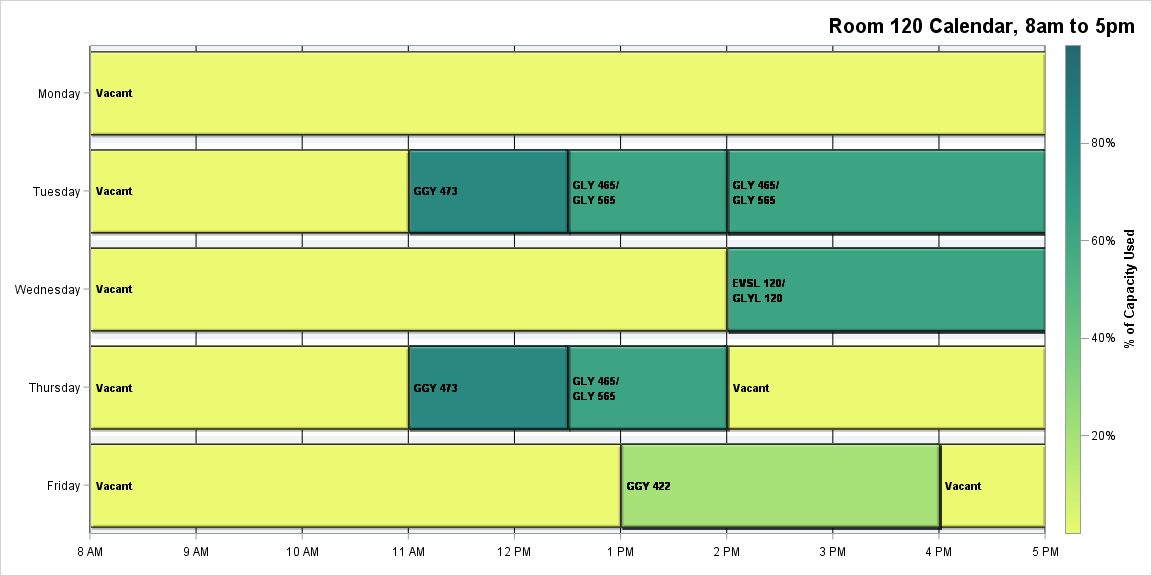 Room 120 Calendar, 8am to 5pm
Monday
Vacant
Tuesday
Vacant
GGY 473
GLY 465/
GLY 565
GLY 465/
GLY 565
Wednesday
Vacant
EVSL 120/
GLYL 120
Thursday
Vacant
GGY 473
GLY 465/
GLY 565
Vacant
Friday
Vacant
GGY 422
Vacant
8 AM
9 AM
10 AM
11 AM
12 PM
1 PM
2 PM
3 PM
4 PM
5 PM
80%
60%
40%
20%
% of Capacity Used